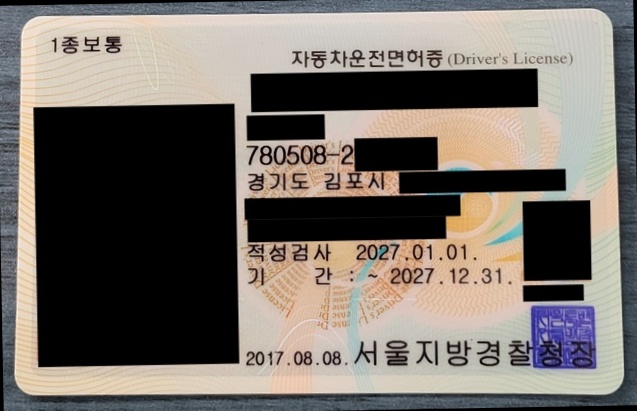 1종보통
자동차운전면허증 (Driver's License)
780508-2
경기도 김포시
적성검사 2027.01.01.
기 간 : ~ 2027.12.31.
2017.08.08. 서울지방경찰청장